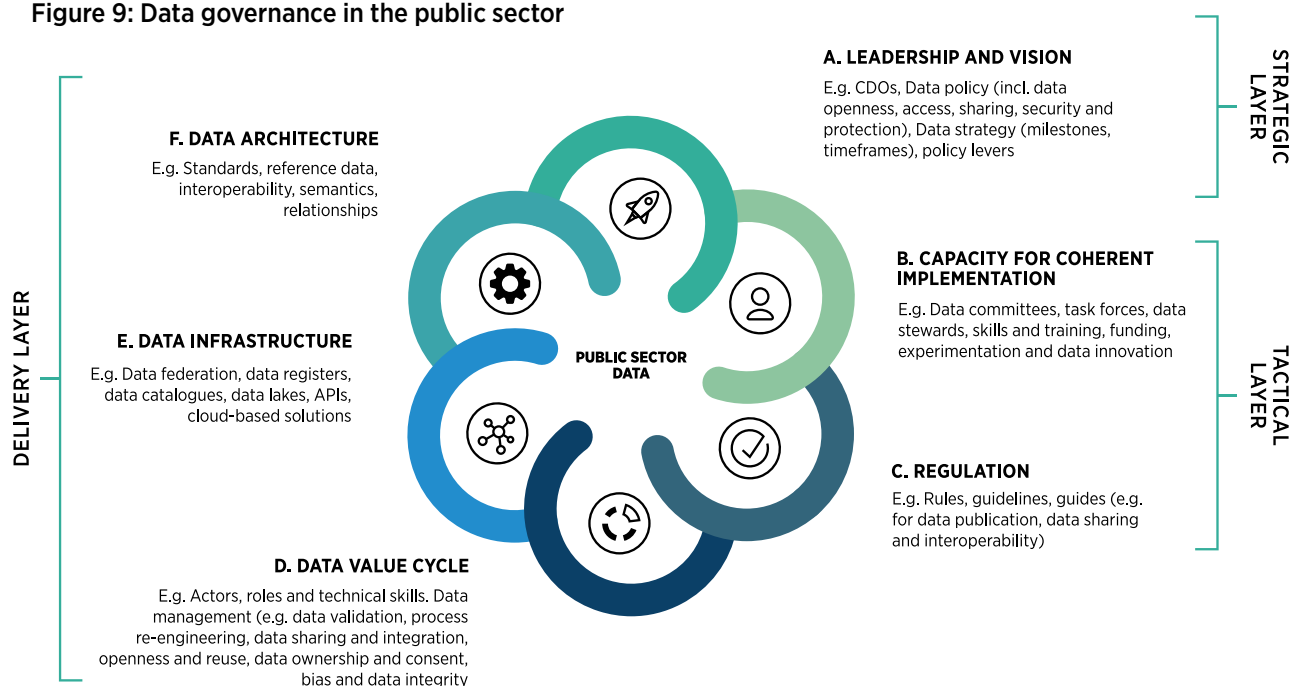 Figure 9: Data governance in the public sector
A. LEADERSHIP AND VISION
E.g. CDOs, Data policy (incl. data
openness, access, sharing, security and
protection), Data strategy (milestones,
timeframes), policy levers
STRATEGIC
LAYER
B. CAPACITY FOR COHERENT
IMPLEMENTATION
E.g. Data committees, task forces, data
stewards, skills and training, funding,
experimentation and data innovation
TACTICAL
LAYER
C. REGULATION
E.g. Rules, guidelines, guides (e.g.
for data publication, data sharing
and interoperability)
PUBLIC SECTOR
DATA
D. DATA VALUE CYCLE
E.g. Actors, roles and technical skills. Data
management (e.g. data validation, process
re-engineering, data sharing and integration,
openness and reuse, data ownership and consent,
bias and data integrity
E. DATA INFRASTRUCTURE
E.g. Data federation, data registers,
data catalogues, data lakes, APIs,
cloud-based solutions
F. DATA ARCHITECTURE
E.g. Standards, reference data,
interoperability, semantics,
relationships
DELIVERY LAYER